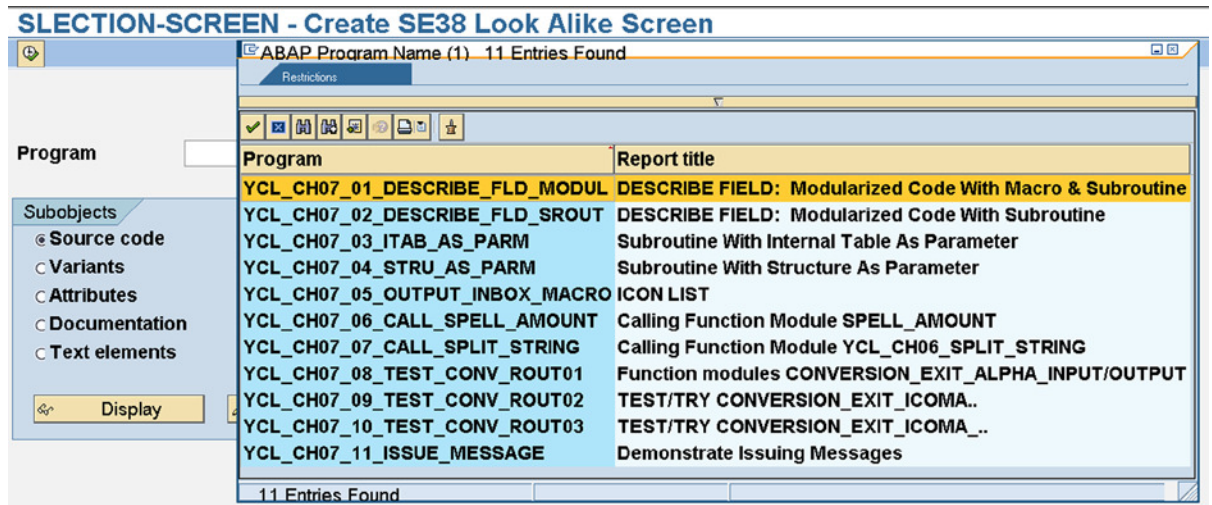 SLECTION-SCREEN - Create SE38 Look Alike Screen
ABAP Program Name (1) 11 Entries Found
Restrictions
Program
Program Report title
YCL_CH07_01_DESCRIBE_FLD_MODUL DESCRIBE FIELD: Modularized Code With Macro & Subroutine
YCL_CH07_02_DESCRIBE_FLD_SROUT DESCRIBE FIELD: Modularized Code With Subroutine
YCL_CH07_03_ITAB_AS_PARM Subroutine With Internal Table As Parameter
YCL_CH07_04_STRU_AS_PARM Subroutine With Structure As Parameter
YCL_CH07_05_OUTPUT_INBOX_MACRO ICON LIST
YCL_CH07_06_CALL_SPELL_AMOUNT Calling Function Module SPELL_AMOUNT
YCL_CH07_07_CALL_SPLIT_STRING Calling Function Module YCL_CH06_SPLIT_STRING
YCL_CH07_08_TEST_CONV_ROUT01 Function modules CONVERSION_EXIT_ALPHA_INPUT/OUTPUT
YCL_CH07_09_TEST_CONV_ROUT02 TEST/TRY CONVERSION_EXIT_ICOMA..
YCL_CH07_10_TEST_CONV_ROUT03 TEST/TRY CONVERSION_EXIT_ICOMA_..
YCL_CH07_11_ISSUE_MESSAGE Demonstrate Issuing Messages
11 Entries Found
Subobjects
Source code
Variants
Attributes
Documentation
Text elements
Display